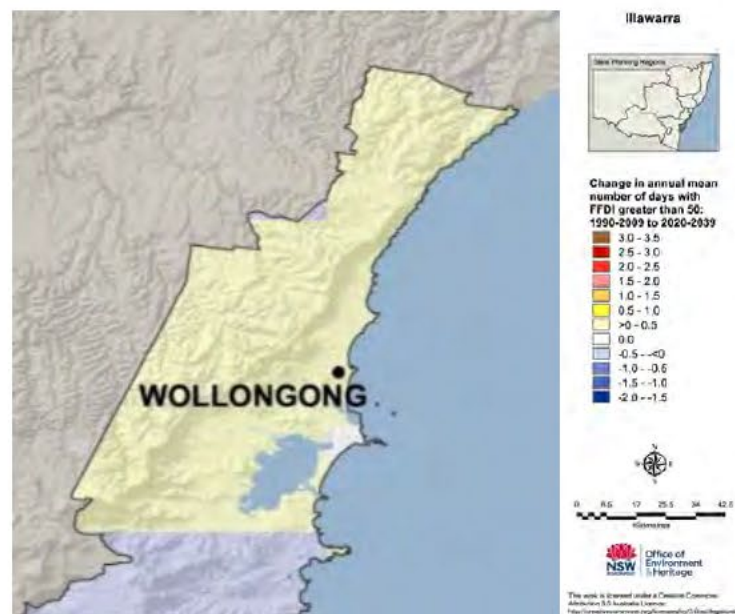 Illawarra
State Planning Regions
Change in annual mean
number of days with
FFDI greater than 50:
1990-2009 to 2020-2039
3.0 - 3.5
2.5 - 3.0
2.0 - 2.5
1.5 - 2.0
1.0 - 1.5
0.5 - 1.0
>0 - 0.5
0.0
-0.5 - <0
-1.0 - -0.5
-1.5 - -1.0
-2.0 - -1.5
WOLLONGONG
N
S E
S
0 8.5 17 25.5 34 42.5
Kilometres
NSW
GOVERNMENT
Office of
Environment
& Heritage
This work is licensed under a Creative Commons
Attribution 3.0 Australia Licence